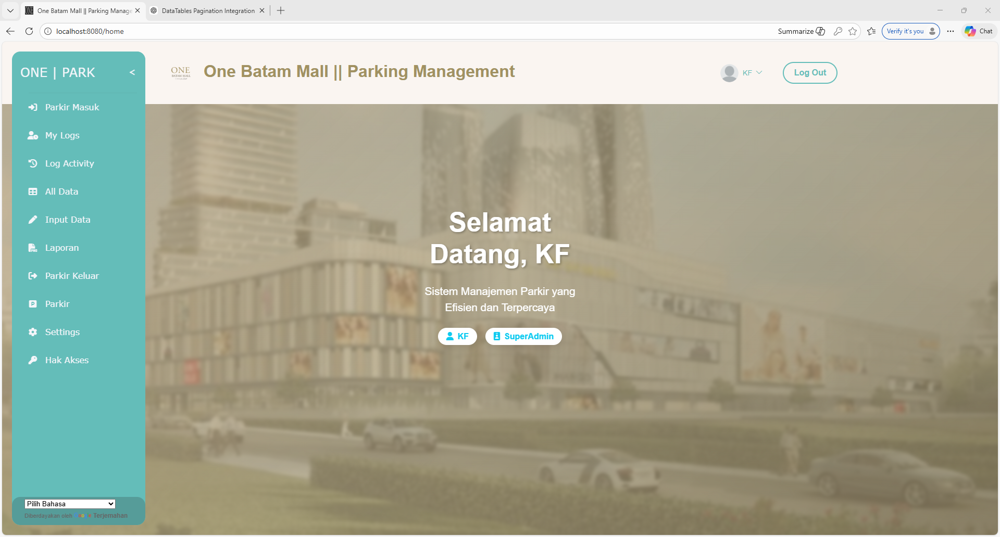 One Batam Mall || Parking Manage
DataTables Pagination Integration
localhost:8080/home
Summarize
Verify it's you
Chat
ONE | PARK
<
ONE
BATAM MALL
One Batam Mall || Parking Management
KF
Log Out
Parkir Masuk
My Logs
Log Activity
All Data
Input Data
Laporan
Parkir Keluar
Parkir
Settings
Hak Akses
Selamat
Datang, KF
Sistem Manajemen Parkir yang
Efisien dan Terpercaya
KF
SuperAdmin
Pilih Bahasa
Diberdayakan oleh Google Terjemahan